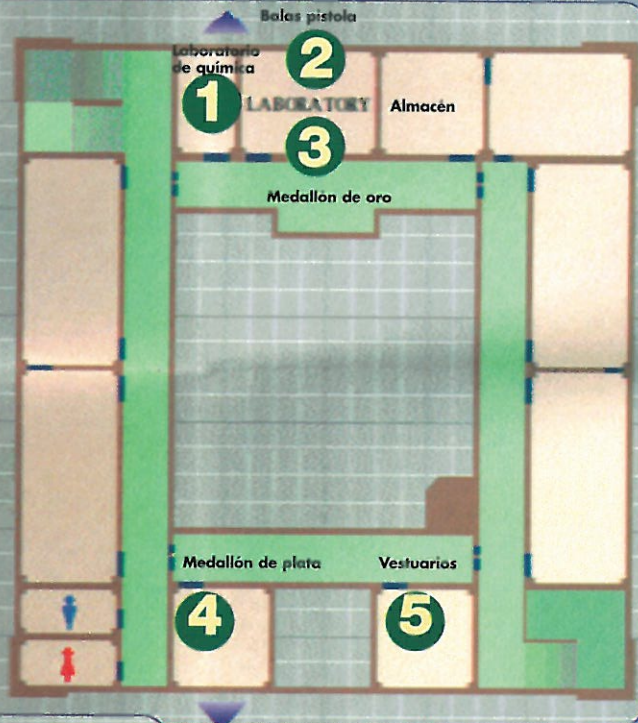 Balas pistola
Laboratorio
de química
2
1
LABORATORY
Almacén
3
Medallón de oro
Medallón de plata
Vestuarios
4
5